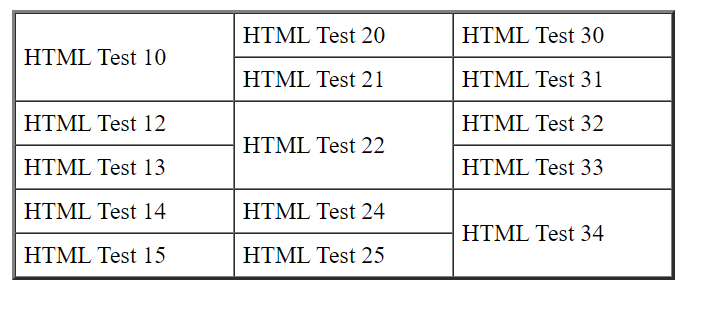 HTML Test 10
HTML Test 20
HTML Test 30
HTML Test 21
HTML Test 31
HTML Test 12
HTML Test 22
HTML Test 32
HTML Test 13
HTML Test 33
HTML Test 14
HTML Test 24
HTML Test 34
HTML Test 15
HTML Test 25